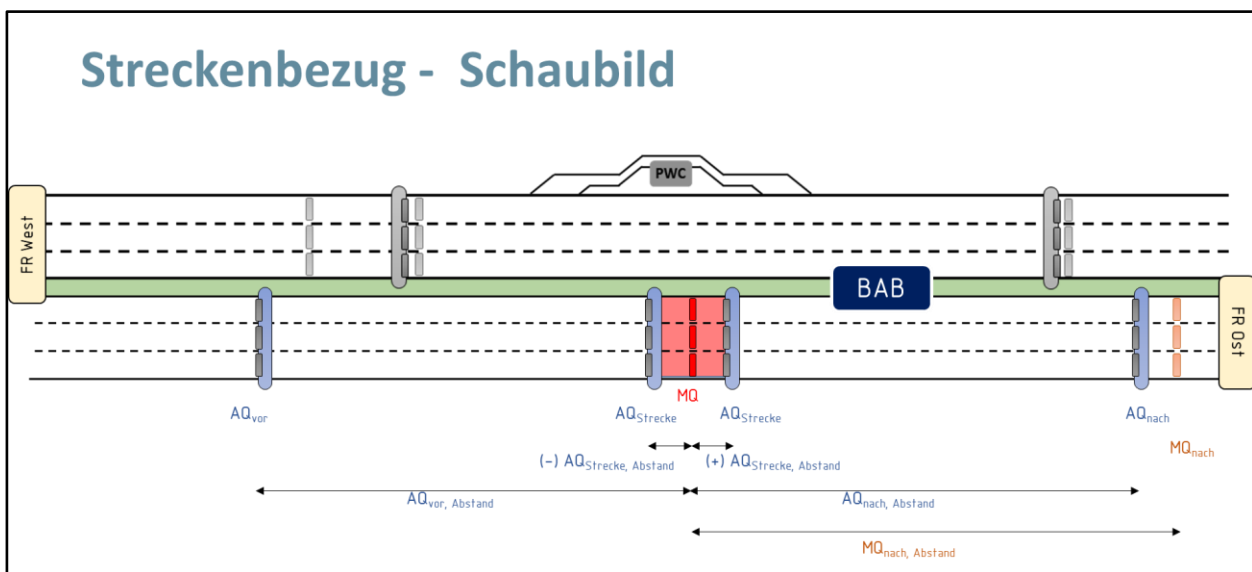 Streckenbezug - Schaubild
PWC
FR West
BAB
FR Ost
MQ
AQvor
AQStrecke
AQStrecke
AQnach
MQnach
(-) AQStrecke, Abstand
(+) AQStrecke, Abstand
AQvor, Abstand
AQnach, Abstand
MQnach, Abstand